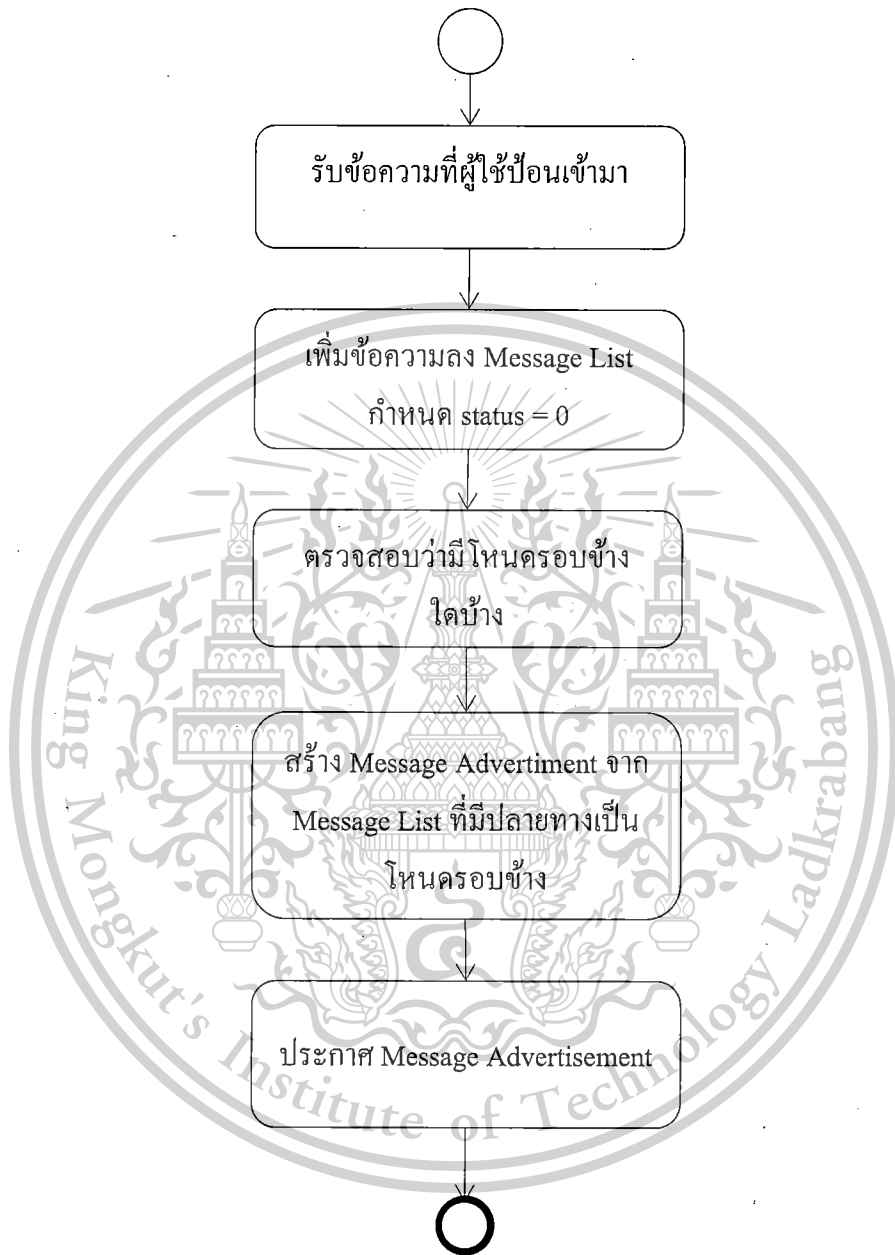 รับข้อความที่ผู้ใช้ป้อนเข้ามา
เพิ่มข้อความลง Message List
กำหนด status = 0
ตรวจสอบว่ามีโหนดรอบข้าง
ใดบ้าง
สร้าง Message Advertiment จาก
Message List ที่มีปลายทางเป็น
โหนดรอบข้าง
ประกาศ Message Advertisement
King Mongkut's Institute of Technology Ladkrabang